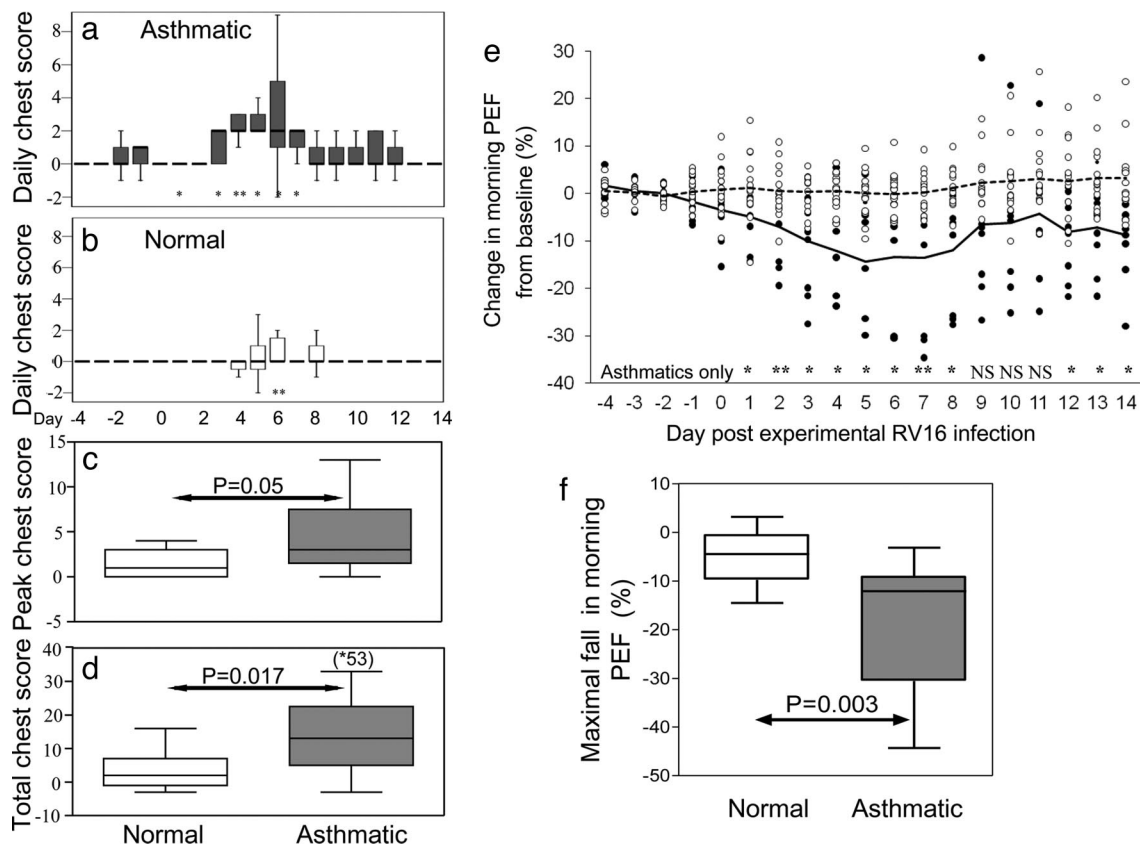 a
Asthmatic
Daily chest score
8
6
4
2
0
-2
* * ** * * *
b
Normal
Daily chest score
8
6
4
2
0
-2
**
Day -4 -2 0 2 4 6 8 10 12 14
c
P=0.05
Peak chest score
15
10
5
0
-5
d
(*53)
P=0.017
Total chest score
40
30
20
10
0
-10
Normal Asthmatic
e
Change in morning PEF
from baseline (%)
30
20
10
0
-10
-20
-30
-40
Asthmatics only * ** * * * * ** * NS NS NS * * *
-4 -3 -2 -1 0 1 2 3 4 5 6 7 8 9 10 11 12 13 14
Day post experimental RV16 infection
f
Maximal fall in morning
PEF (%)
10
0
-10
-20
-30
-40
-50
P=0.003
Normal Asthmatic